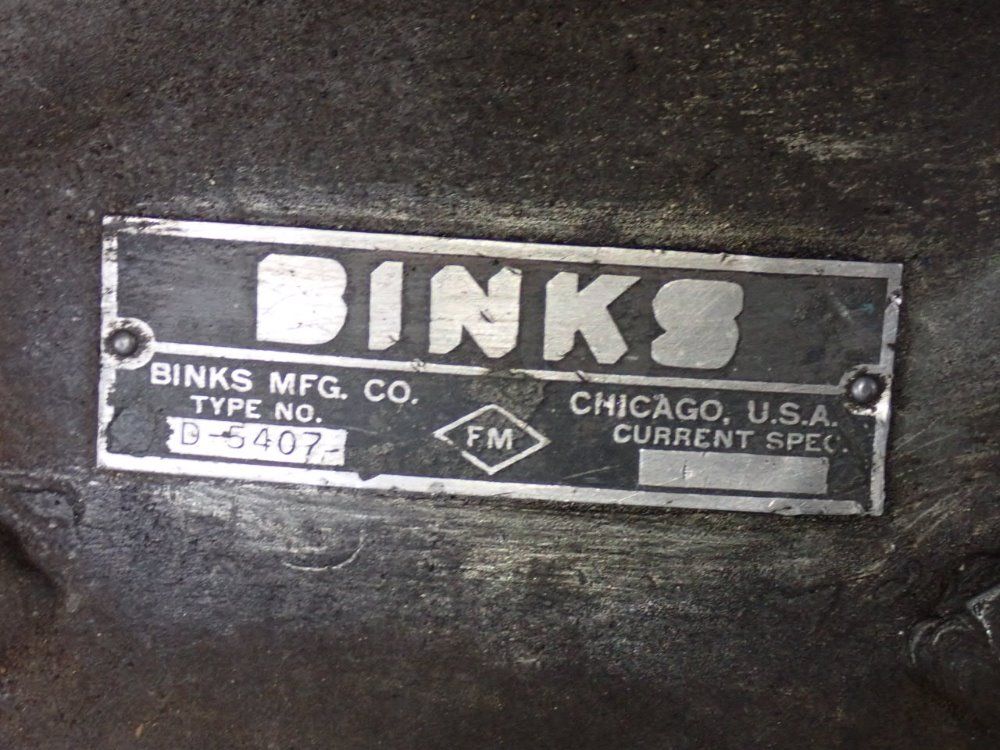 BINKS
BINKS MFG. CO. CHICAGO, U.S.A.
TYPE NO. FM CURRENT SPEC.
D-5407-